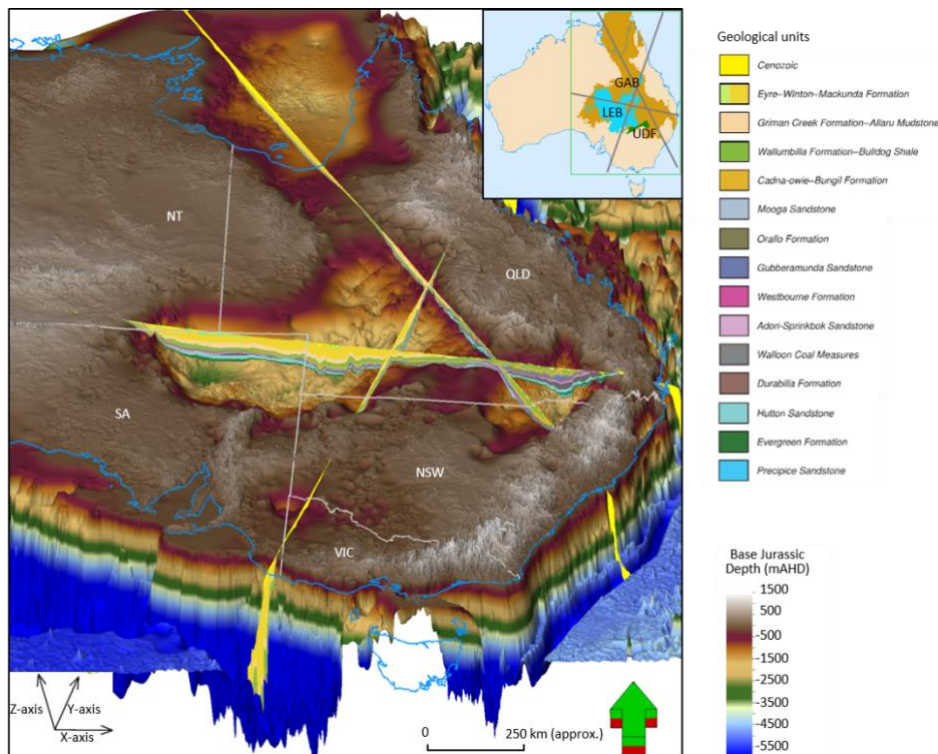 GAB
LEB
UDF
NT
QLD
SA
NSW
VIC
Z-axis
Y-axis
X-axis
0
250 km (approx.)
Geological units
Cenozoic
Eyre-Winton-Mackunda Formation
Griman Creek Formation-Allaru Mudstone
Wallumbilla Formation-Bulldog Shale
Cadna-owie-Bungil Formation
Mooga Sandstone
Orallo Formation
Gubberamunda Sandstone
Westbourne Formation
Adori-Sprinkbok Sandstone
Walloon Coal Measures
Durabilla Formation
Hutton Sandstone
Evergreen Formation
Precipice Sandstone
Base Jurassic
Depth (mAHD)
1500
500
-500
-1500
-2500
-3500
-4500
-5500